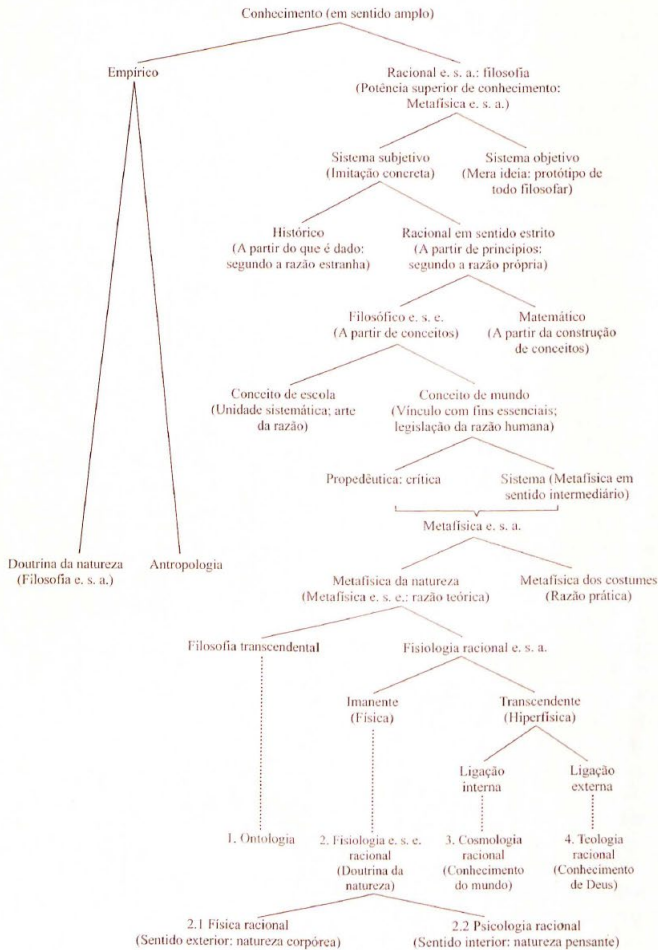 Conhecimento (em sentido amplo)
Empírico
Racional e. s. a.: filosofia
(Potência superior de conhecimento:
Metafísica e. s. a.)
Sistema subjetivo
(Imitação concreta)
Sistema objetivo
(Mera ideia: protótipo de
todo filosofar)
Histórico
(A partir do que é dado:
segundo a razão estranha)
Racional em sentido estrito
(A partir de princípios:
segundo a razão própria)
Filosófico e. s. e.
(A partir de conceitos)
Matemático
(A partir da construção
de conceitos)
Conceito de escola
(Unidade sistemática; arte
da razão)
Conceito de mundo
(Vínculo com fins essenciais;
legislação da razão humana)
Propedêutica: crítica
Sistema (Metafísica em
sentido intermediário)
Metafísica e. s. a.
Doutrina da natureza
(Filosofia e. s. a.)
Antropologia
Metafísica da natureza
(Metafísica e. s. e.: razão teórica)
Metafísica dos costumes
(Razão prática)
Filosofia transcendental
Fisiologia racional e. s. a.
Imanente
(Física)
Transcendente
(Hiperfísica)
Ligação
interna
Ligação
externa
1. Ontologia
2. Fisiologia e. s. e.
racional
(Doutrina da
natureza)
3. Cosmologia
racional
(Conhecimento
do mundo)
4. Teologia
racional
(Conhecimento
de Deus)
2.1 Física racional
(Sentido exterior: natureza corpórea)
2.2 Psicologia racional
(Sentido interior: natureza pensante)